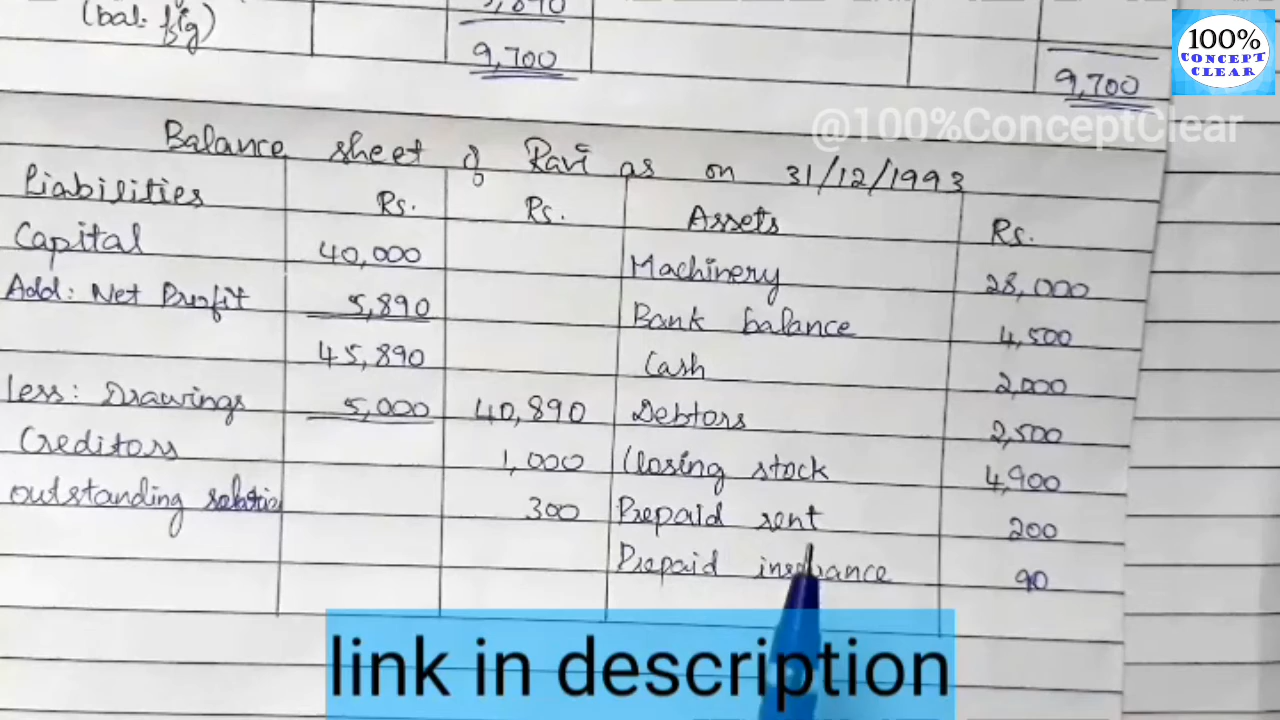 (bal. fig) 9,700 9,700
100%
CONCEPT
CLEAR
@100%ConceptClear
Balance sheet of Ravi as on 31/12/1993
Liabilities Rs. Rs. Assets Rs.
Capital 40,000 Machinery 28,000
Add: Net Profit 5,890 Bank balance 4,500
45,890 Cash 2,000
Less: Drawings 5,000 40,890 Debtors 2,500
Creditors 1,000 Closing stock 4,900
outstanding 300 Prepaid rent 200
Prepaid insurance 90
link in description